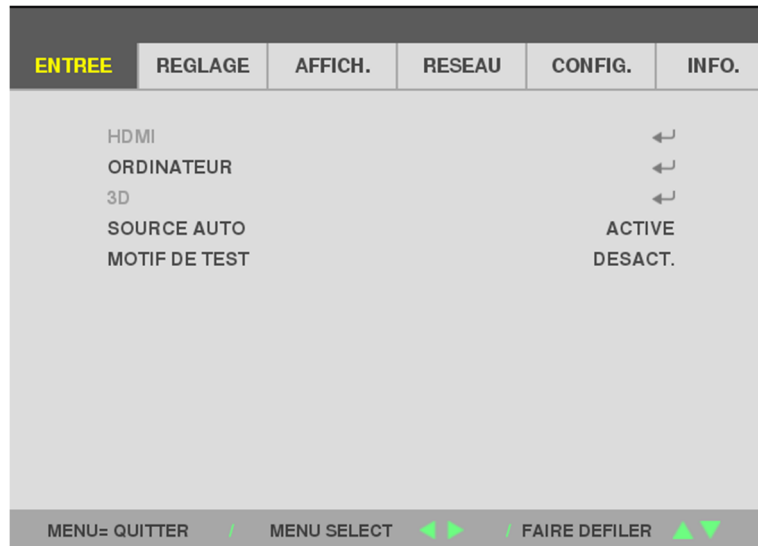 ENTREE REGLAGE AFFICH. RESEAU CONFIG. INFO.
HDMI
ORDINATEUR
3D
SOURCE AUTO ACTIVE
MOTIF DE TEST DESACT.
MENU= QUITTER / MENU SELECT / FAIRE DEFILER